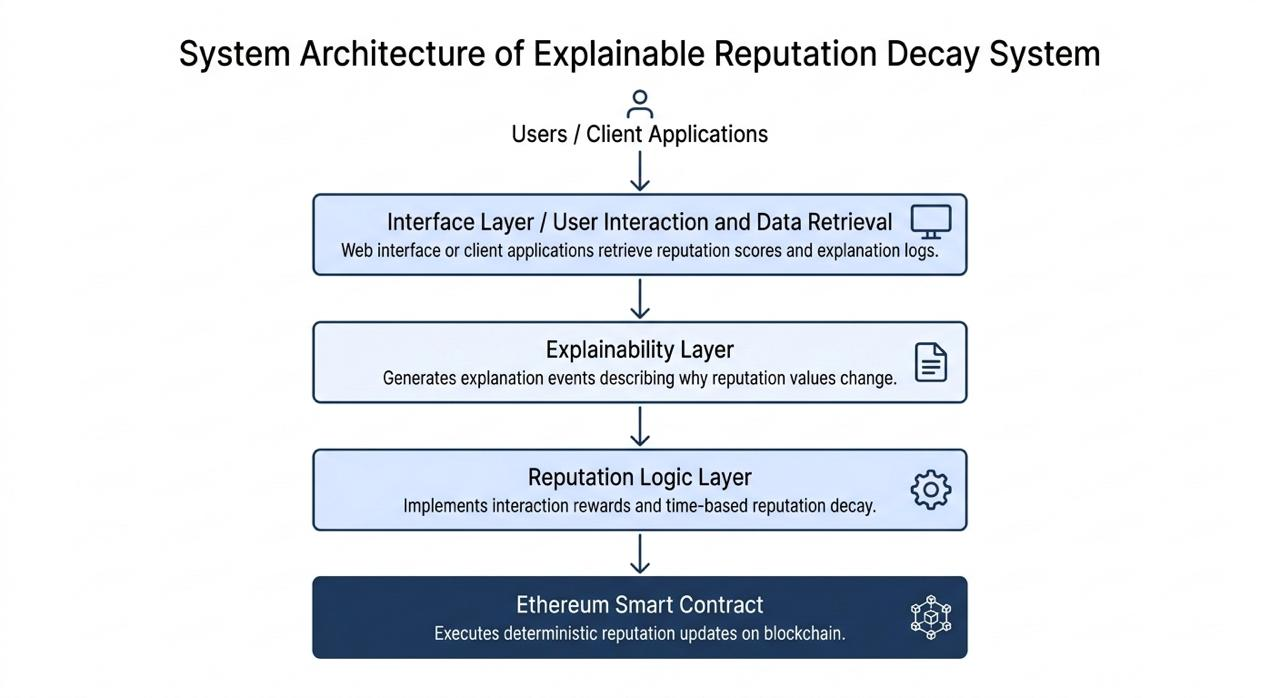 System Architecture of Explainable Reputation Decay System
Users / Client Applications
Interface Layer / User Interaction and Data Retrieval
Web interface or client applications retrieve reputation scores and explanation logs.
Explainability Layer
Generates explanation events describing why reputation values change.
Reputation Logic Layer
Implements interaction rewards and time-based reputation decay.
Ethereum Smart Contract
Executes deterministic reputation updates on blockchain.